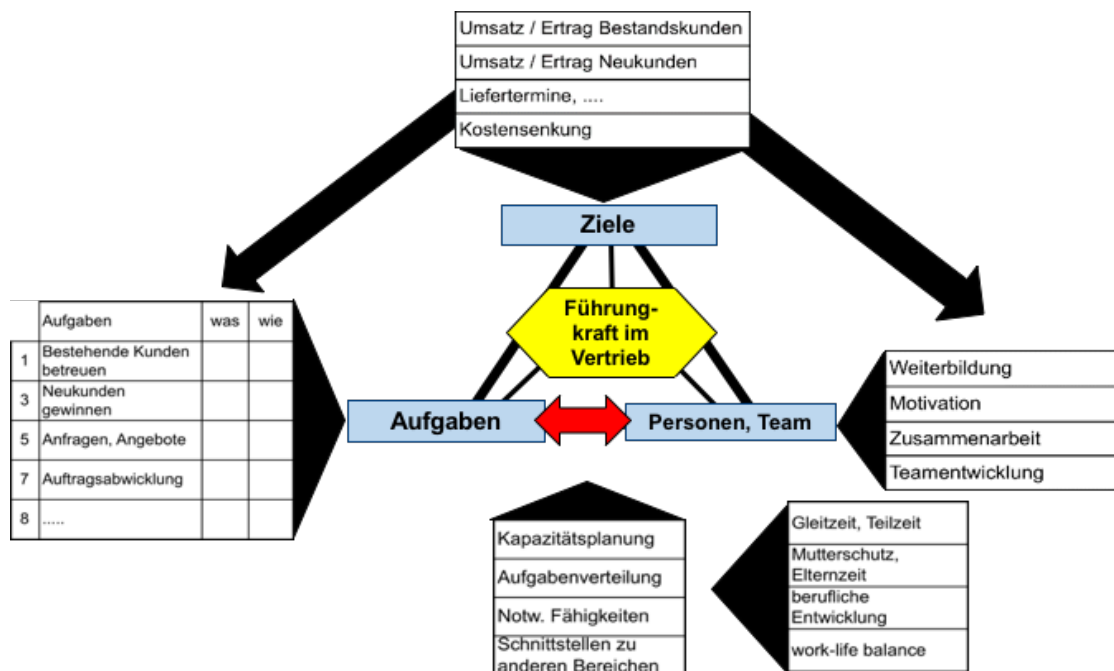 Umsatz / Ertrag Bestandskunden
Umsatz / Ertrag Neukunden
Liefertermine, ....
Kostensenkung
Ziele
Führung-
kraft im
Vertrieb
Aufgaben
Personen, Team
Aufgaben was wie
1 Bestehende Kunden
betreuen
3 Neukunden
gewinnen
5 Anfragen, Angebote
7 Auftragsabwicklung
8 .....
Weiterbildung
Motivation
Zusammenarbeit
Teamentwicklung
Kapazitätsplanung
Aufgabenverteilung
Notw. Fähigkeiten
Schnittstellen zu
anderen Bereichen
Gleitzeit, Teilzeit
Mutterschutz,
Elternzeit
berufliche
Entwicklung
work-life balance